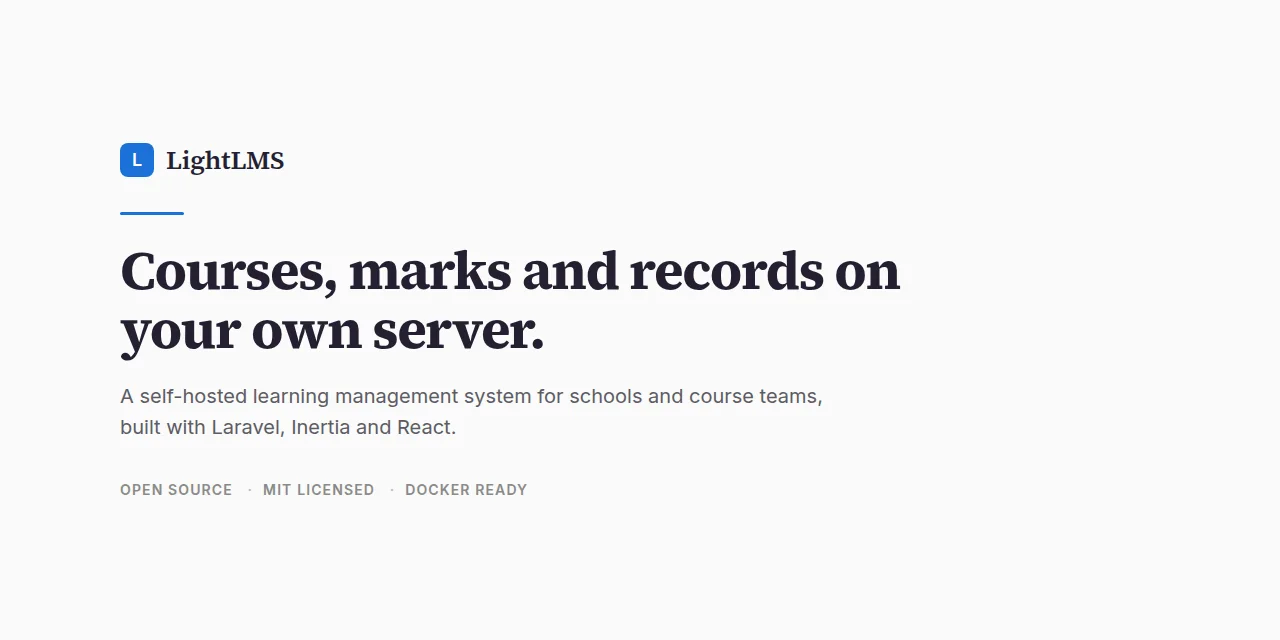 L LightLMS
Courses, marks and records on
your own server.
A self-hosted learning management system for schools and course teams,
built with Laravel, Inertia and React.
OPEN SOURCE · MIT LICENSED · DOCKER READY